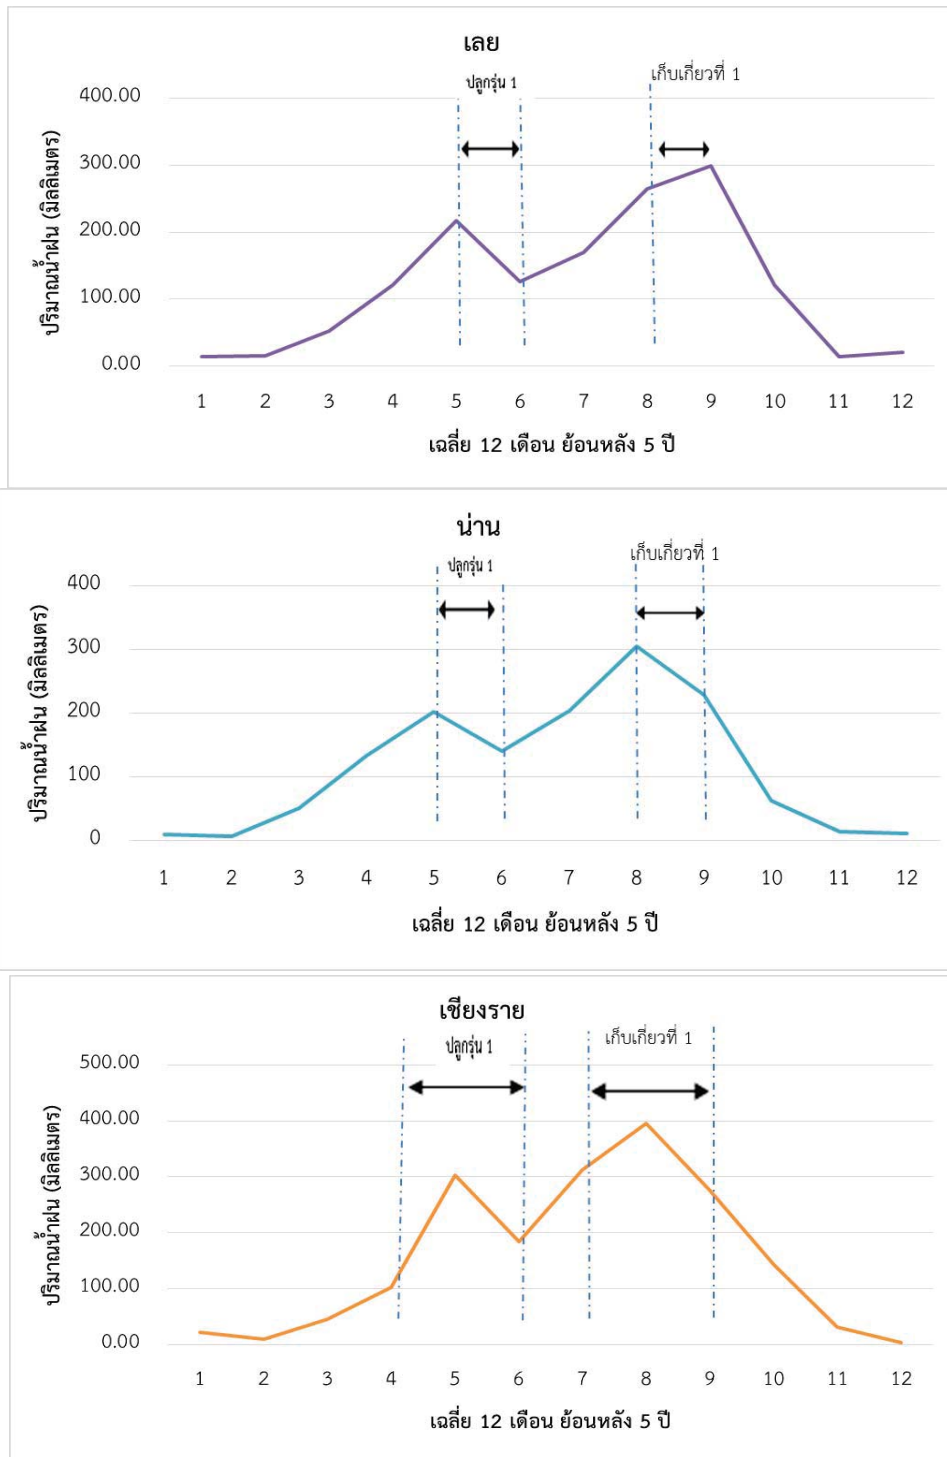 เลย
ปลูกรุ่น 1
เก็บเกี่ยวที่ 1
400.00
300.00
200.00
100.00
0.00
ปริมาณน้ำฝน (มิลลิเมตร)
1 2 3 4 5 6 7 8 9 10 11 12
เฉลี่ย 12 เดือน ย้อนหลัง 5 ปี
น่าน
ปลูกรุ่น 1
เก็บเกี่ยวที่ 1
400
300
200
100
0
ปริมาณน้ำฝน (มิลลิเมตร)
1 2 3 4 5 6 7 8 9 10 11 12
เฉลี่ย 12 เดือน ย้อนหลัง 5 ปี
เชียงราย
ปลูกรุ่น 1
เก็บเกี่ยวที่ 1
500.00
400.00
300.00
200.00
100.00
0.00
ปริมาณน้ำฝน (มิลลิเมตร)
1 2 3 4 5 6 7 8 9 10 11 12
เฉลี่ย 12 เดือน ย้อนหลัง 5 ปี